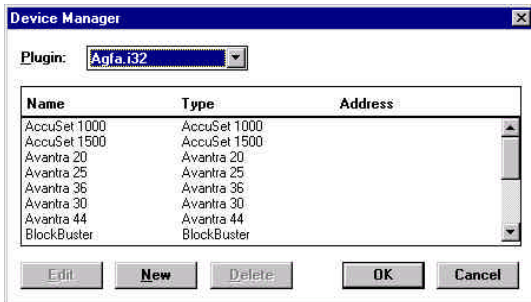 Device Manager
Plugin: Agfa.i32
Name Type Address
AccuSet 1000 AccuSet 1000
AccuSet 1500 AccuSet 1500
Avantra 20 Avantra 20
Avantra 25 Avantra 25
Avantra 36 Avantra 36
Avantra 30 Avantra 30
Avantra 44 Avantra 44
BlockBuster BlockBuster
Edit New Delete OK Cancel